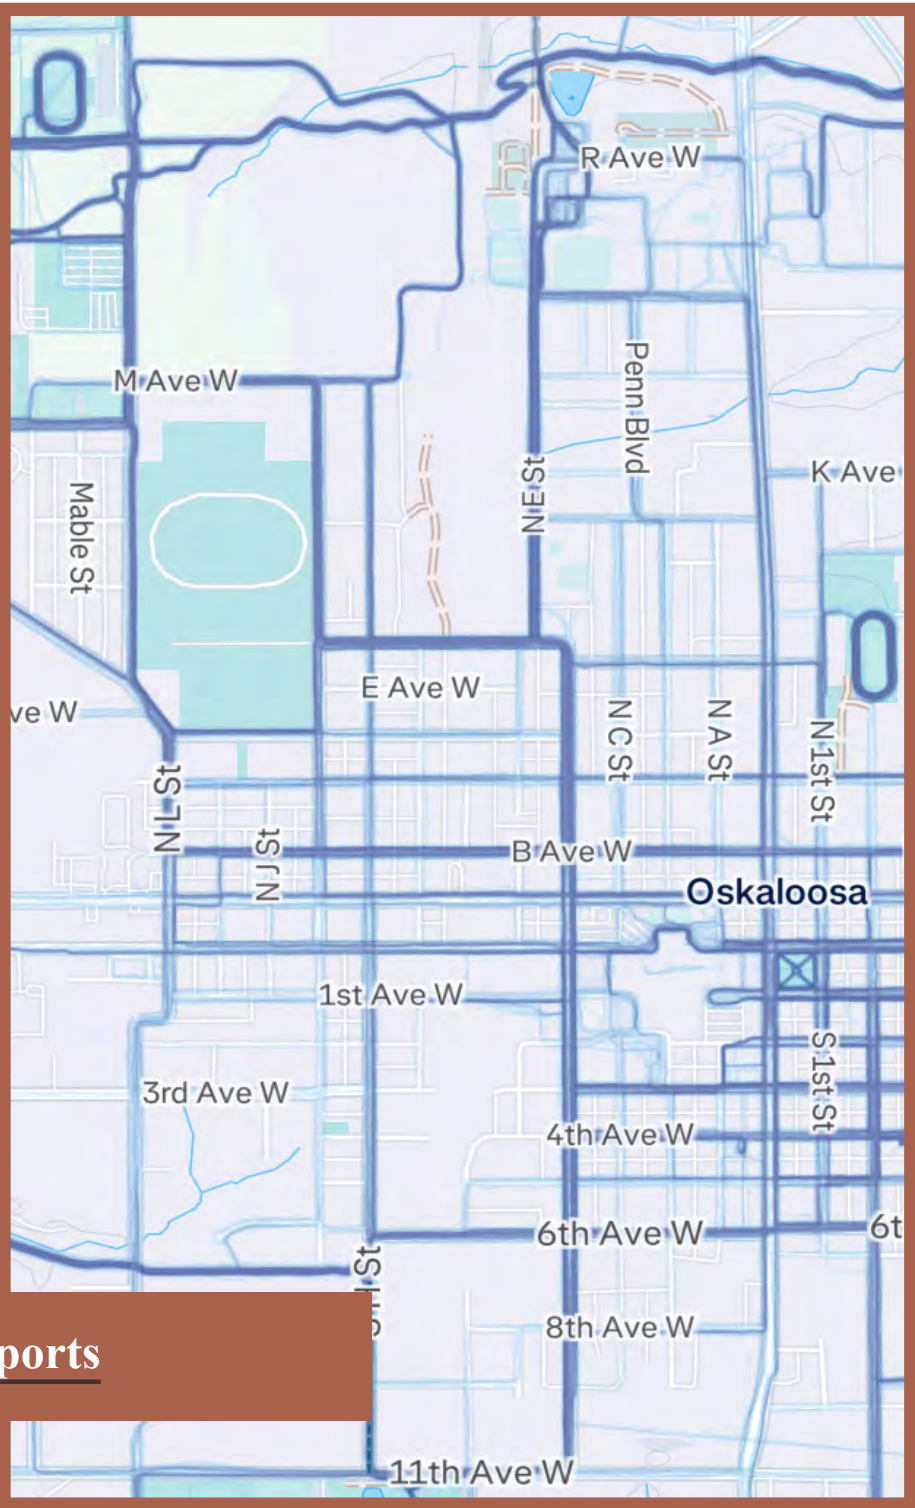 R Ave W
M Ave W
Penn Blvd
K Ave
N E St
Mable St
E Ave W
ve W
N C St
N A St
N 1st St
N L St
N J St
B Ave W
Oskaloosa
1st Ave W
S 1st St
3rd Ave W
4th Ave W
6th Ave W
6t
St
8th Ave W
ports
11th Ave W